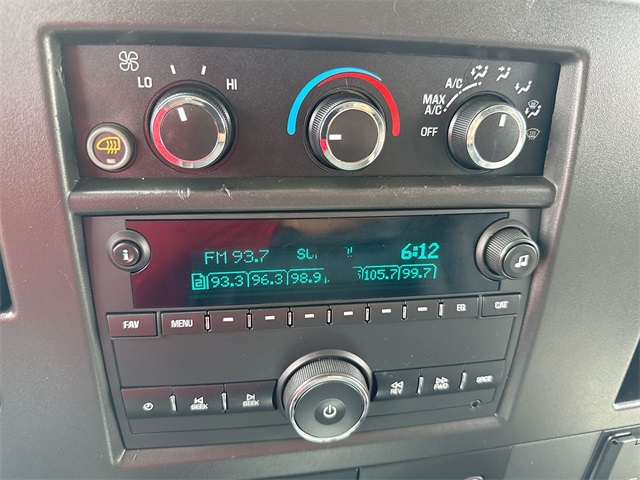 LO HI
A/C
MAX
A/C
OFF
i
FM 93.7 6:12
2 93.3 96.3 98.9 105.7 99.7
FAV MENU EQ CAT
SEEK SEEK REV FWD